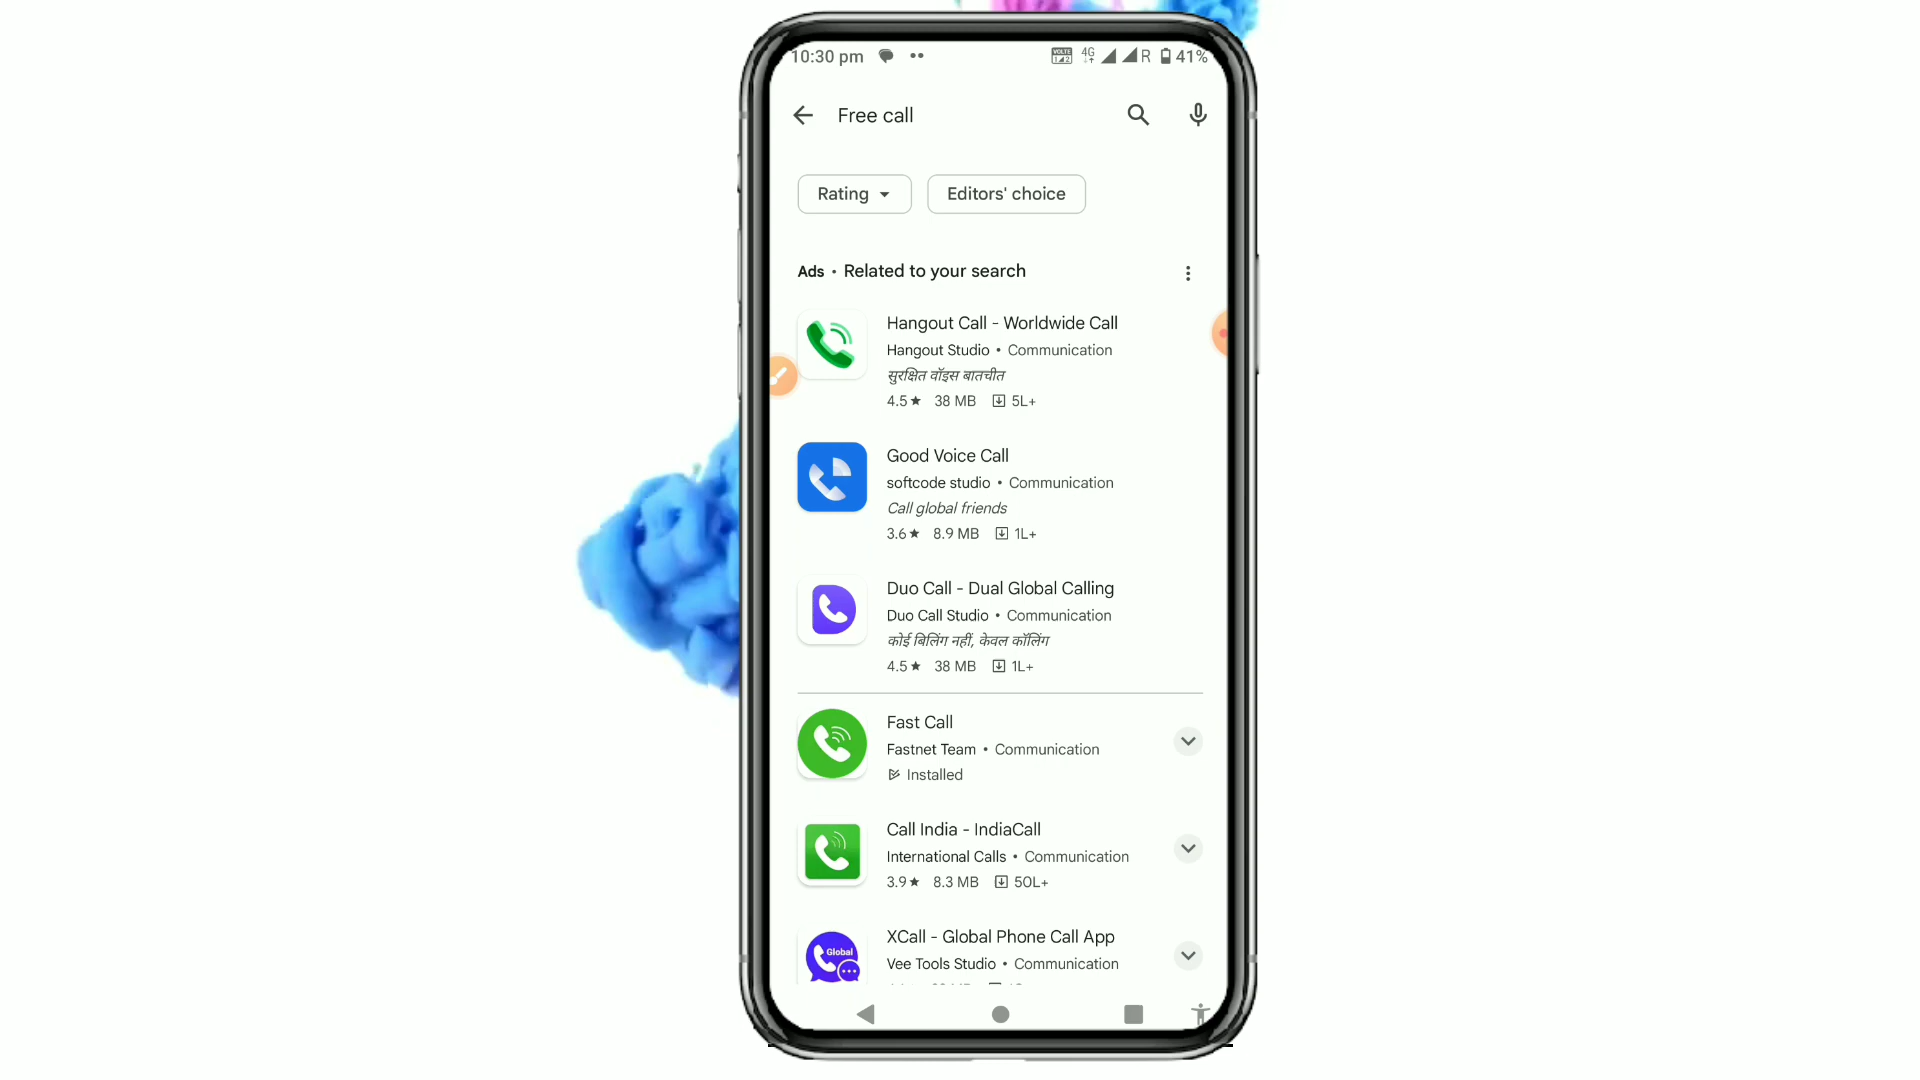 10:30 pm •• VOLTE 4G R 41%
Free call
Rating Editors' choice
Ads • Related to your search
Hangout Call - Worldwide Call
Hangout Studio • Communication
सुरक्षित वॉइस बातचीत
4.5★ 38 MB 5L+
Good Voice Call
softcode studio • Communication
Call global friends
3.6★ 8.9 MB 1L+
Duo Call - Dual Global Calling
Duo Call Studio • Communication
कोई बिलिंग नहीं, केवल कॉलिंग
4.5★ 38 MB 1L+
Fast Call
Fastnet Team • Communication
Installed
Call India - IndiaCall
International Calls • Communication
3.9★ 8.3 MB 50L+
XCall - Global Phone Call App
Global
Vee Tools Studio • Communication